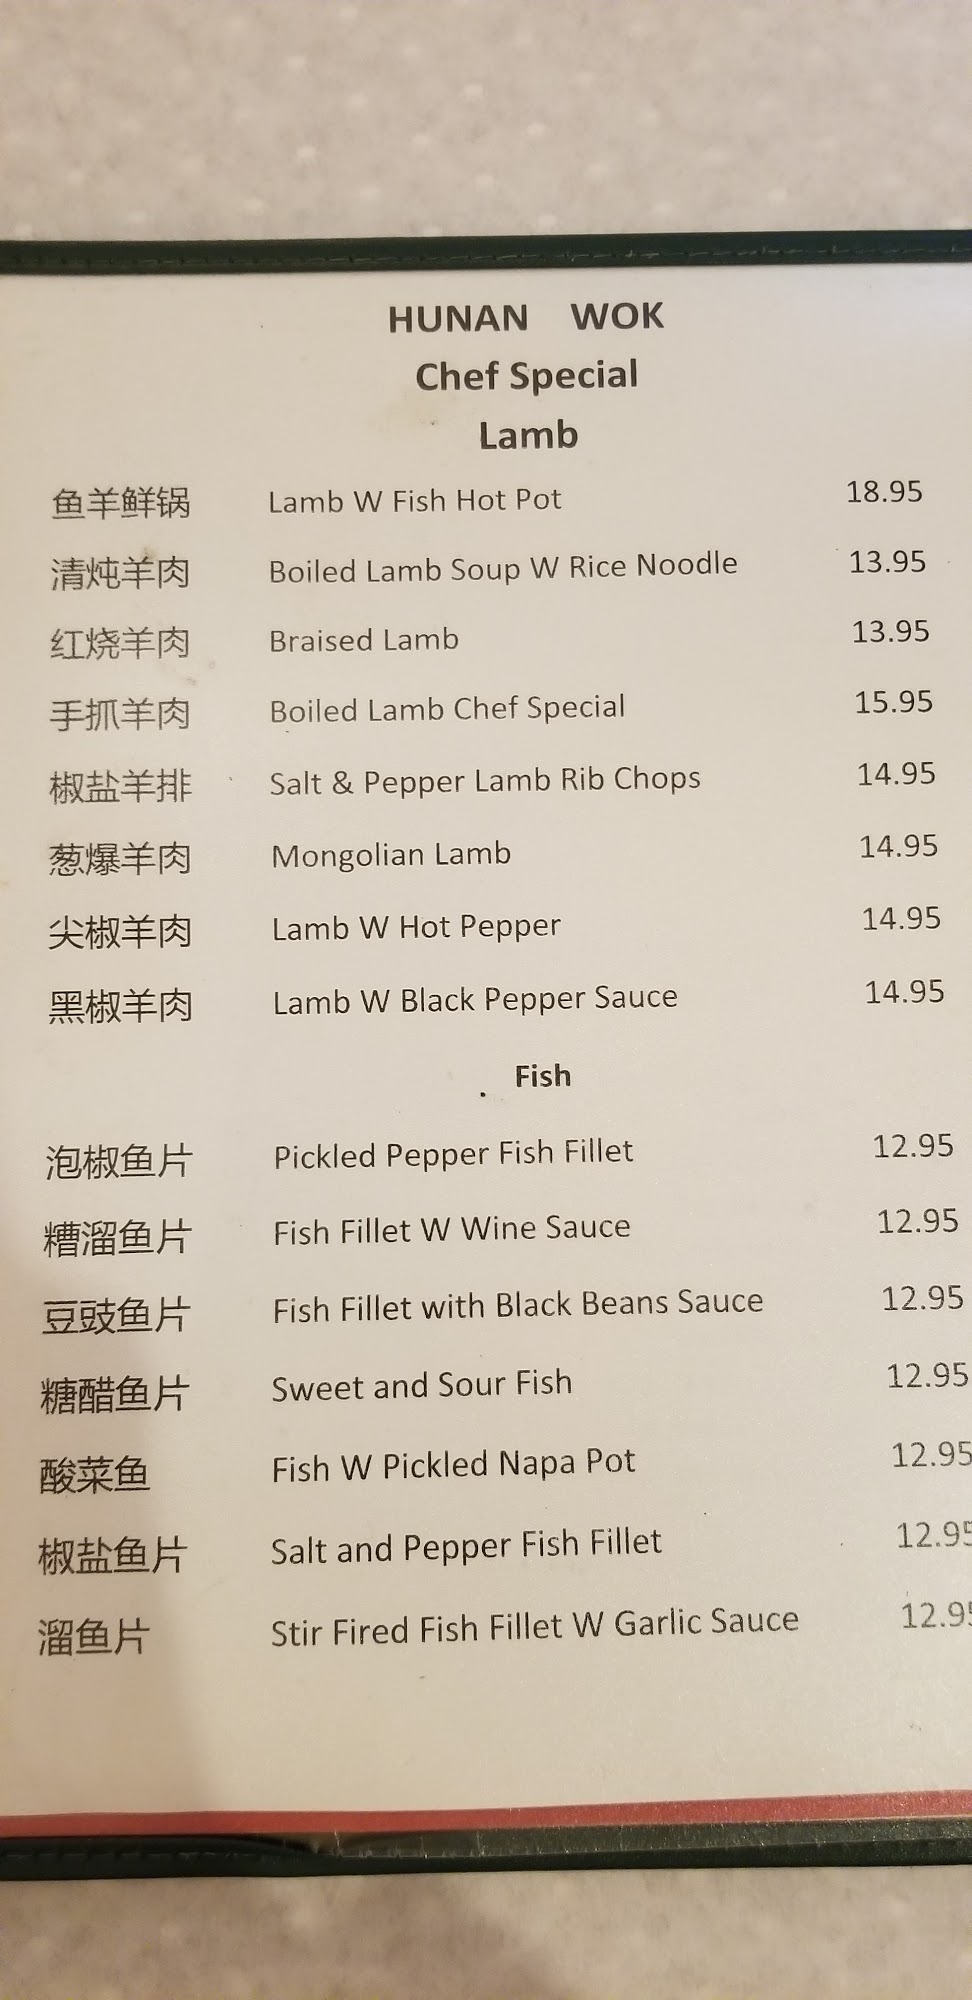 HUNAN WOK
Chef Special
Lamb
鱼羊鲜锅 Lamb W Fish Hot Pot 18.95
清炖羊肉 Boiled Lamb Soup W Rice Noodle 13.95
红烧羊肉 Braised Lamb 13.95
手抓羊肉 Boiled Lamb Chef Special 15.95
椒盐羊排 Salt & Pepper Lamb Rib Chops 14.95
葱爆羊肉 Mongolian Lamb 14.95
尖椒羊肉 Lamb W Hot Pepper 14.95
黑椒羊肉 Lamb W Black Pepper Sauce 14.95
Fish
泡椒鱼片 Pickled Pepper Fish Fillet 12.95
糟溜鱼片 Fish Fillet W Wine Sauce 12.95
豆豉鱼片 Fish Fillet with Black Beans Sauce 12.95
糖醋鱼片 Sweet and Sour Fish 12.95
酸菜鱼 Fish W Pickled Napa Pot 12.95
椒盐鱼片 Salt and Pepper Fish Fillet 12.95
溜鱼片 Stir Fired Fish Fillet W Garlic Sauce 12.95